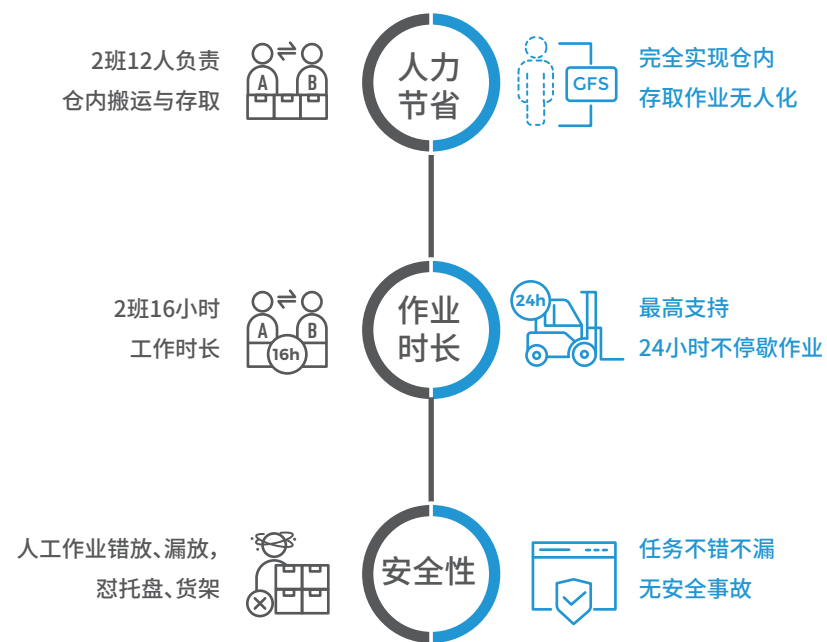 2班12人负责
仓内搬运与存取
A
B
人力
节省
GFS
完全实现仓内
存取作业无人化
2班16小时
工作时长
A
B
16h
作业
时长
24h
最高支持
24小时不停歇作业
人工作业错放、漏放，
怼托盘、货架
安全性
任务不错不漏
无安全事故